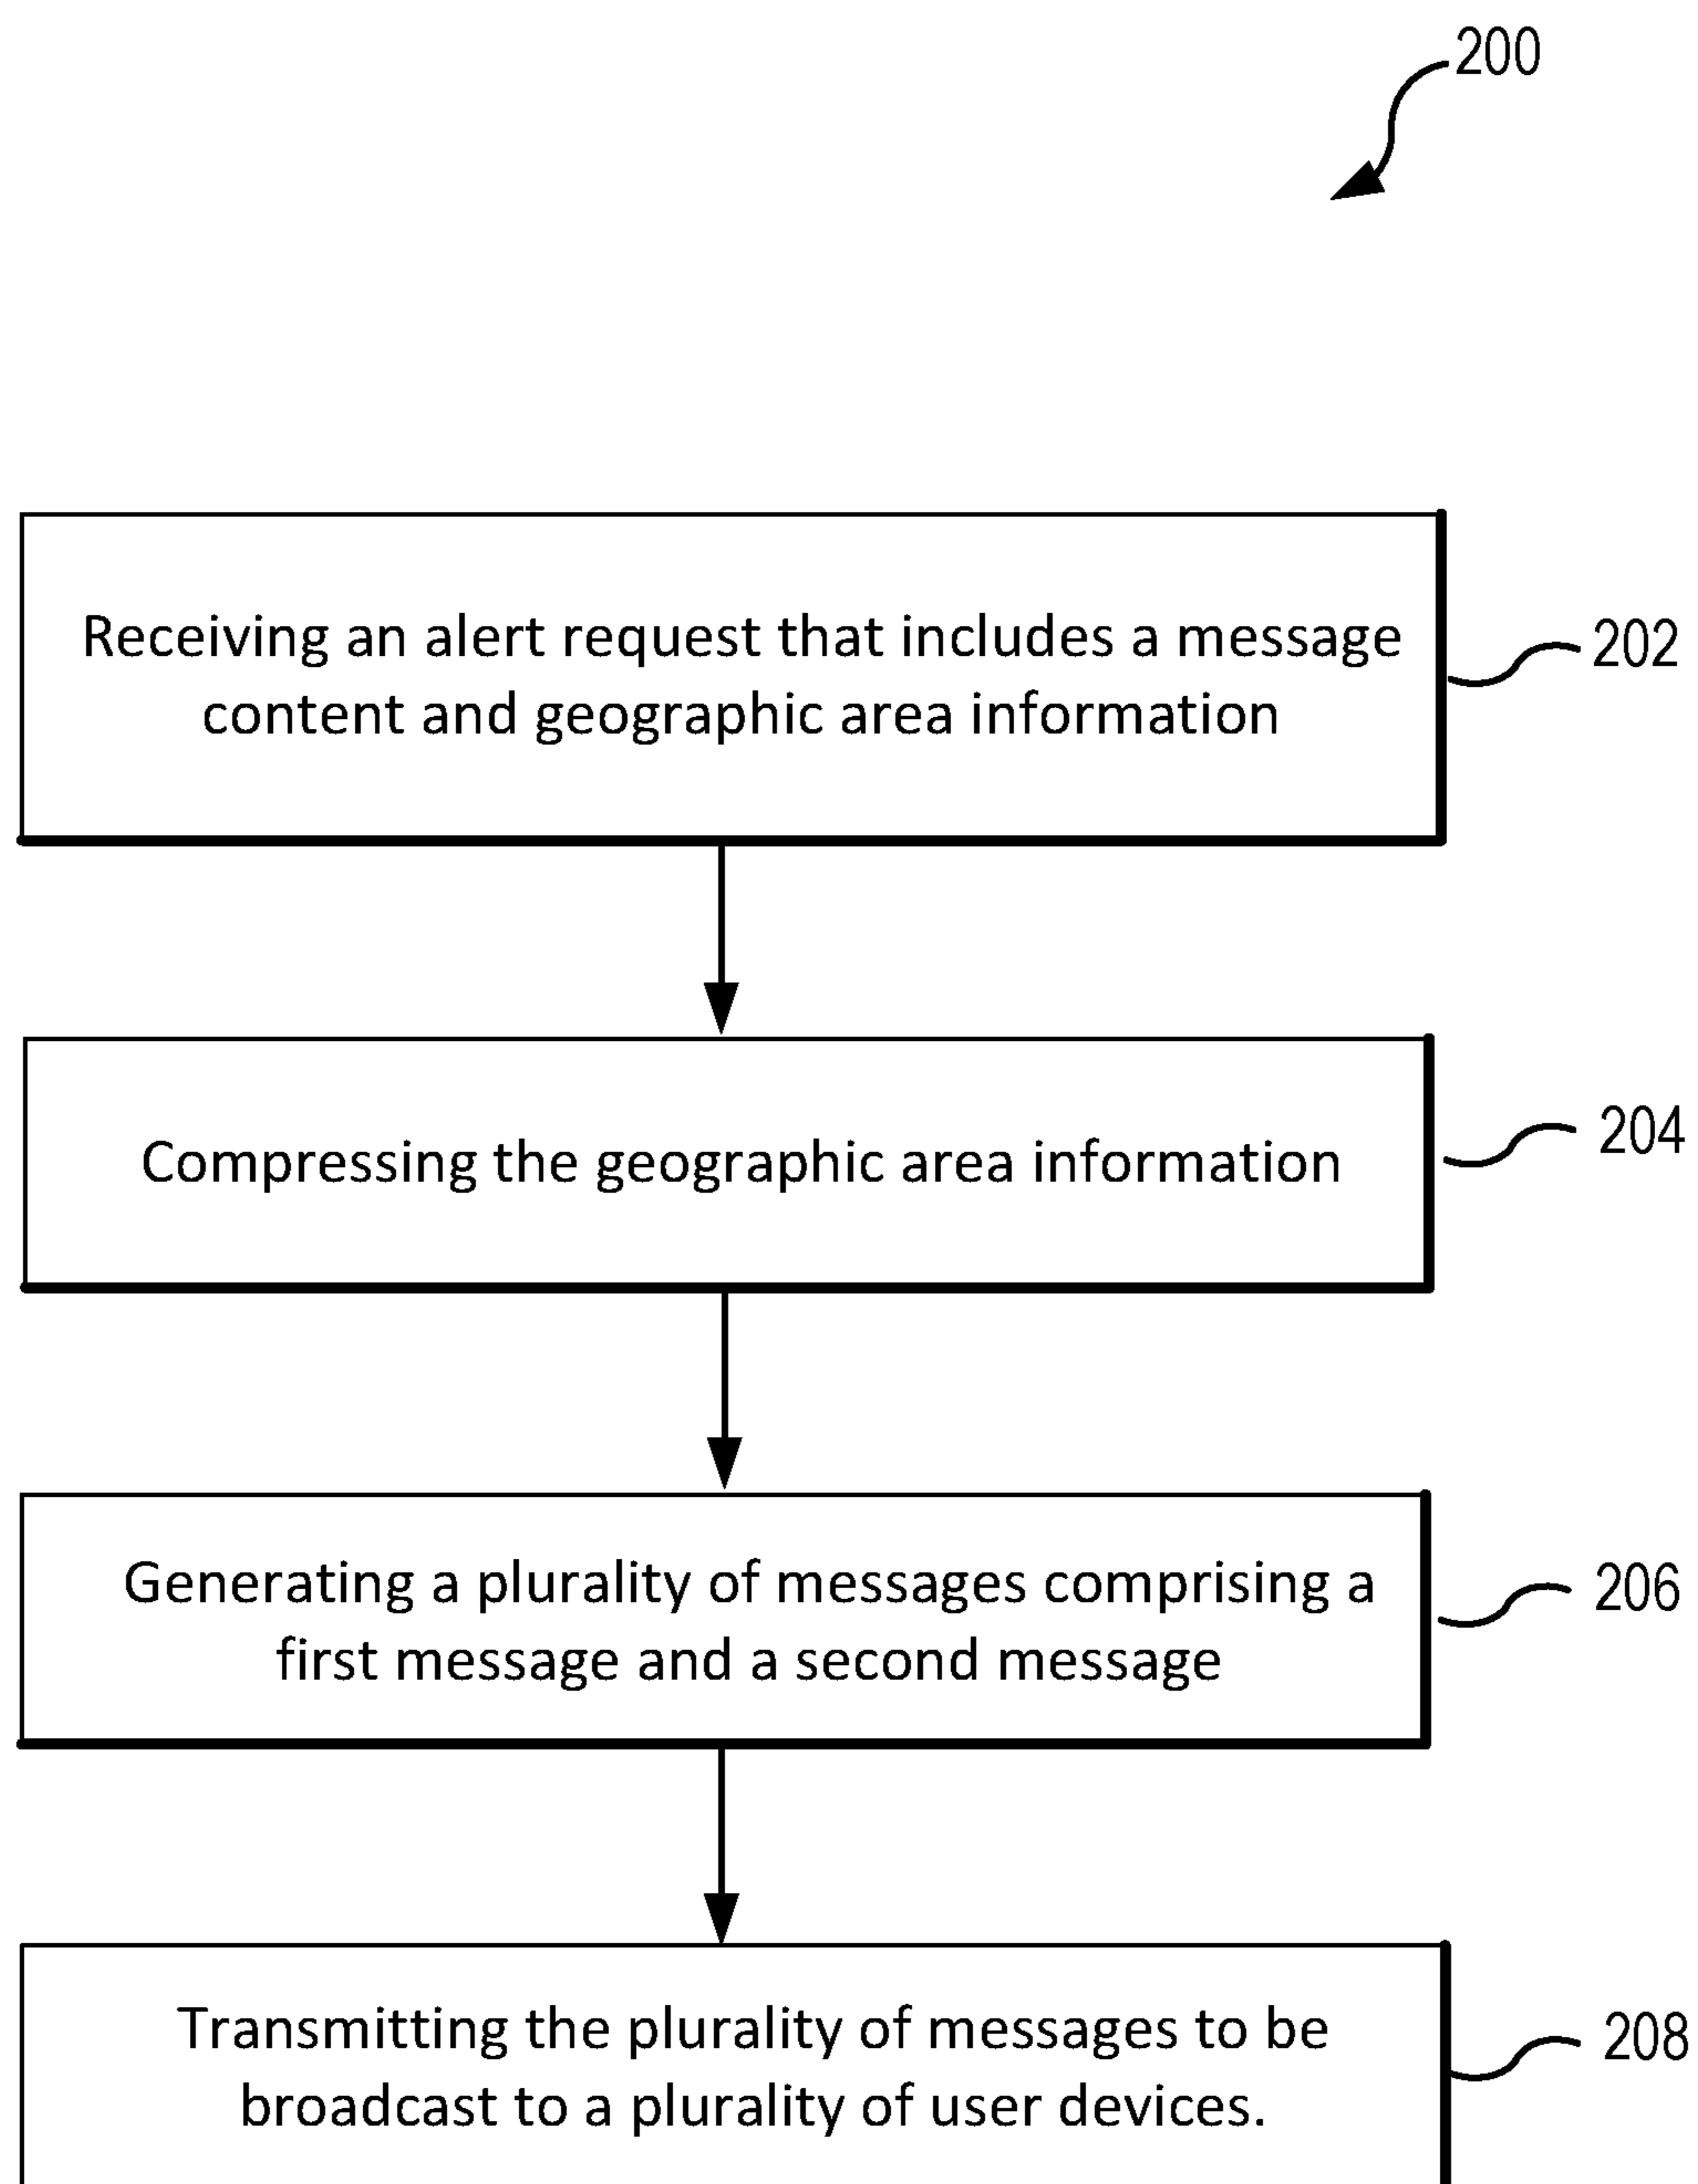 200
Receiving an alert request that includes a message
content and geographic area information
202
Compressing the geographic area information
204
Generating a plurality of messages comprising a
first message and a second message
206
Transmitting the plurality of messages to be
broadcast to a plurality of user devices.
208